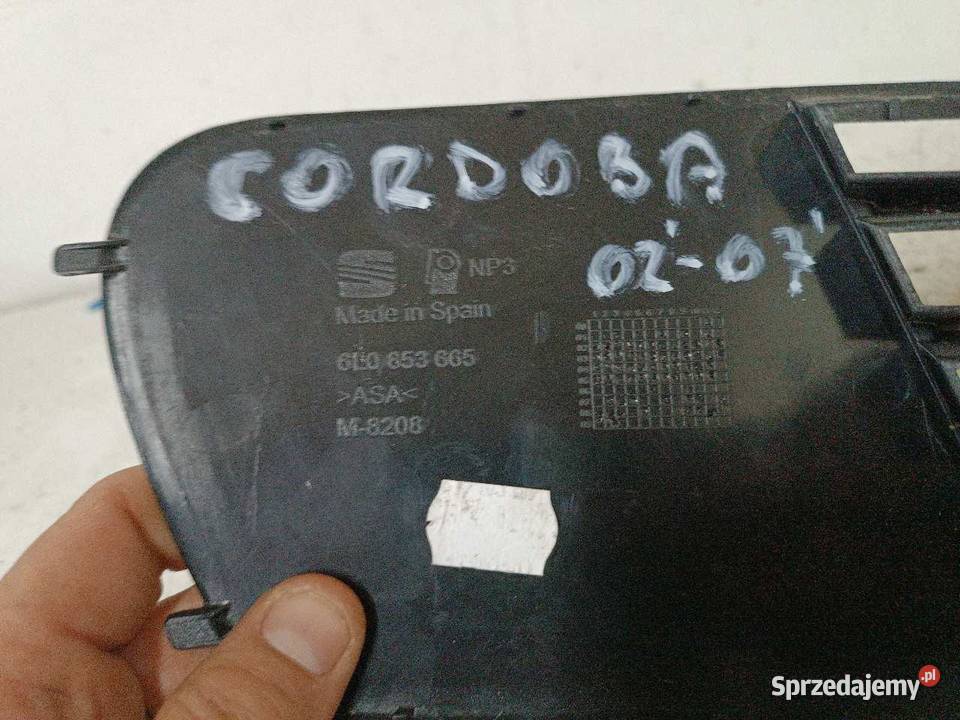 CORDOBA
02'-07'
NP3
Made in Spain
6L0 853 665
>ASA<
M-8208
Sprzedajemy.pl